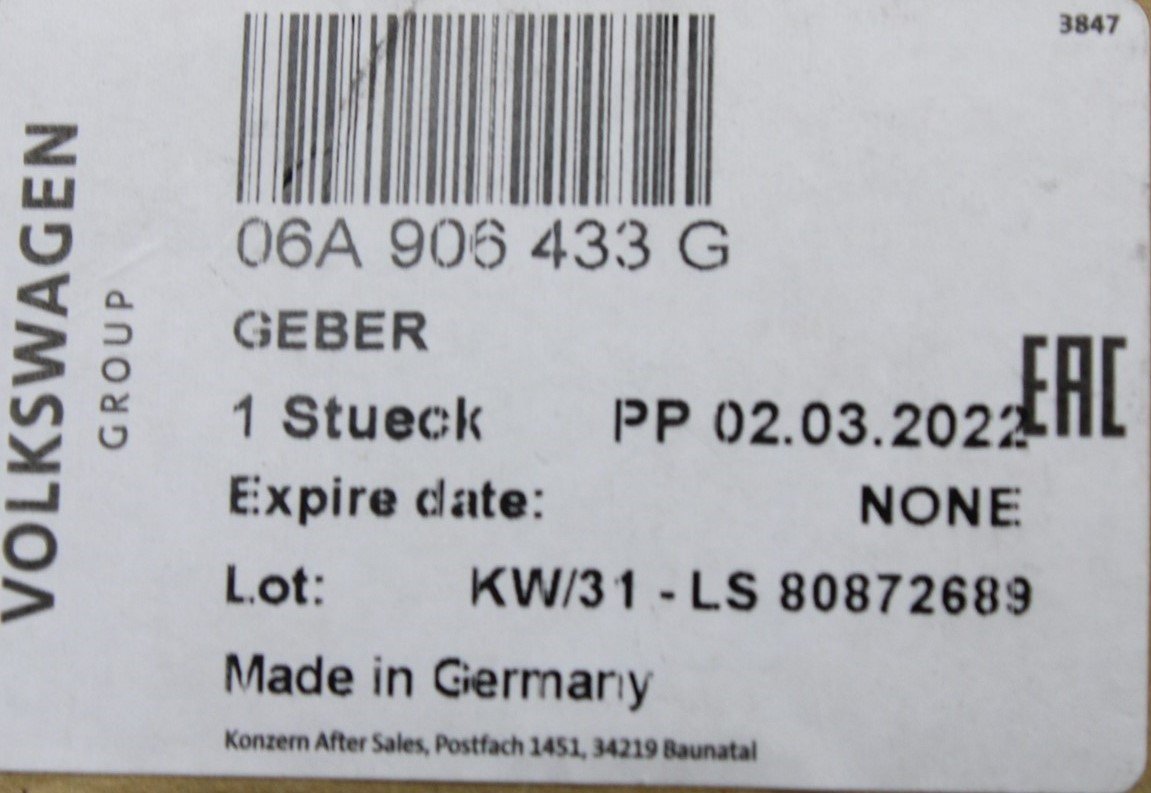 3847
VOLKSWAGEN
GROUP
06A 906 433 G
GEBER
1 Stueck PP 02.03.2022
EAC
Expire date: NONE
Lot: KW/31 - LS 80872689
Made in Germany
Konzern After Sales, Postfach 1451, 34219 Baunatal